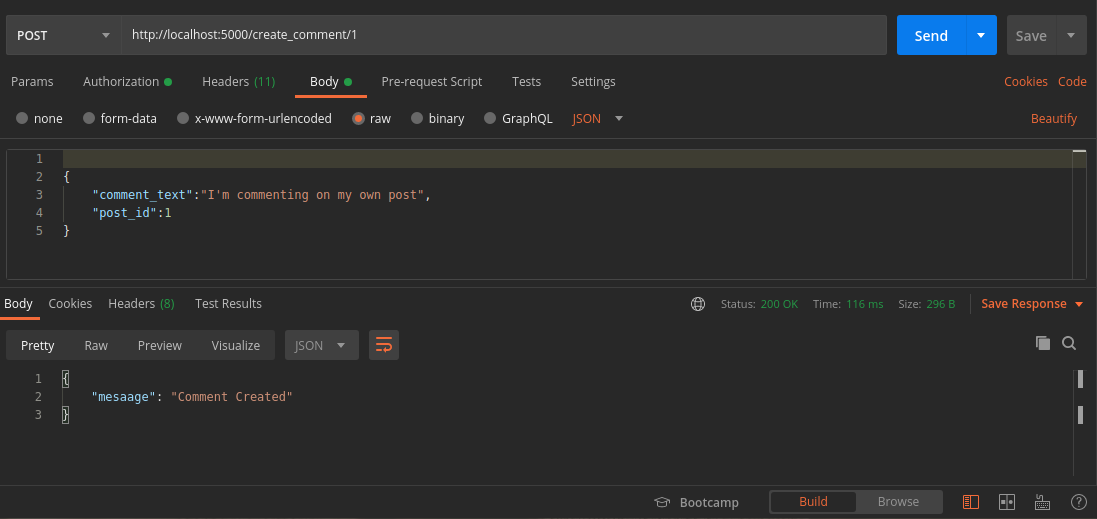 POST http://localhost:5000/create_comment/1 Send Save
Params Authorization Headers (11) Body Pre-request Script Tests Settings Cookies Code
none form-data x-www-form-urlencoded raw binary GraphQL JSON Beautify
1
2 {
3 "comment_text":"I'm commenting on my own post",
4 "post_id":1
5 }
Body Cookies Headers (8) Test Results Status: 200 OK Time: 116 ms Size: 296 B Save Response
Pretty Raw Preview Visualize JSON
1 {
2 "mesaage": "Comment Created"
3 }
Bootcamp Build Browse ?